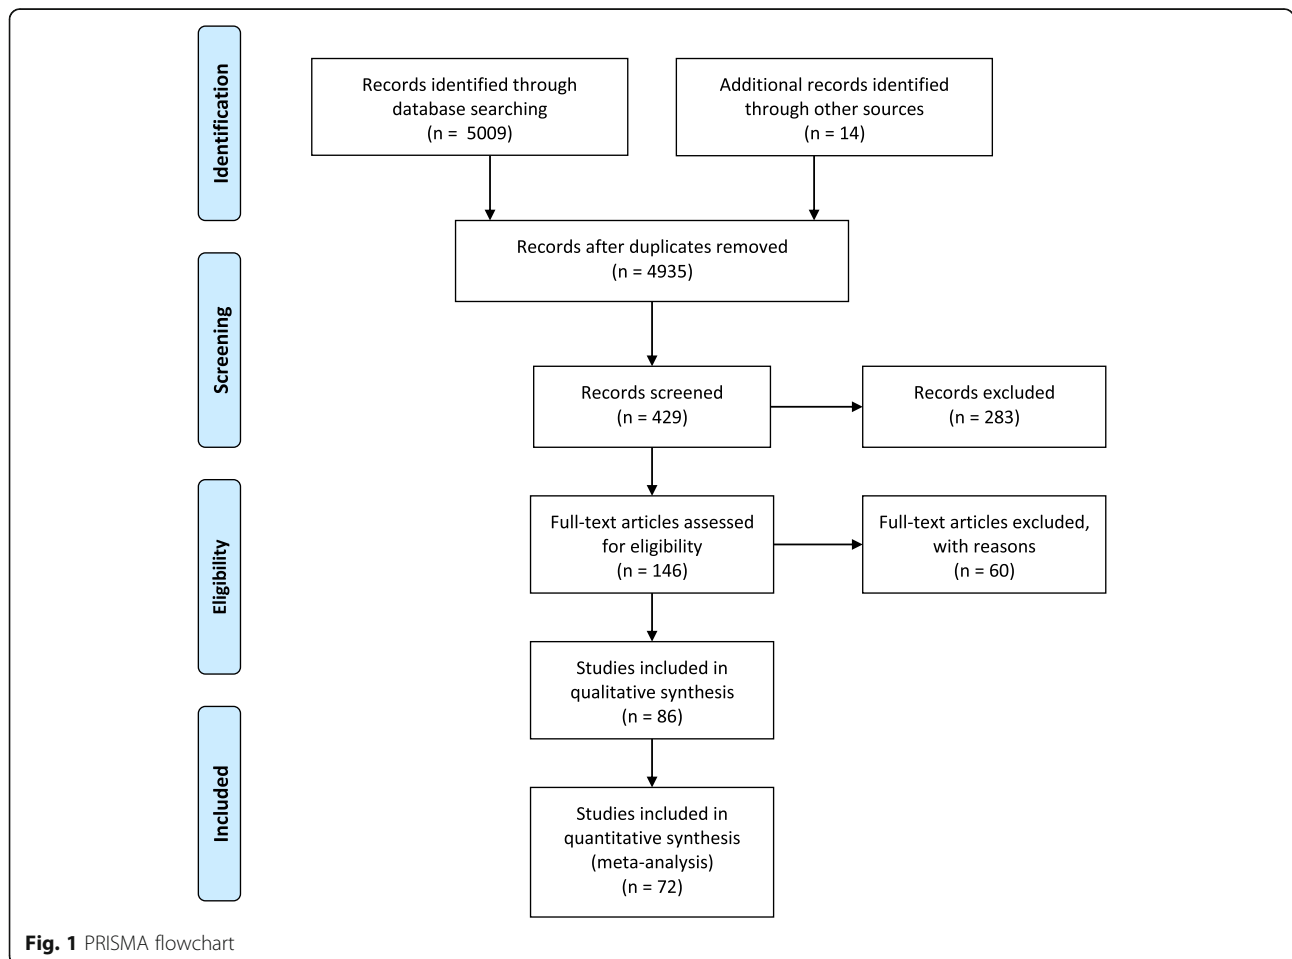 Identification
Records identified through
database searching
(n = 5009)
Additional records identified
through other sources
(n = 14)
Records after duplicates removed
(n = 4935)
Screening
Records screened
(n = 429)
Records excluded
(n = 283)
Eligibility
Full-text articles assessed
for eligibility
(n = 146)
Full-text articles excluded,
with reasons
(n = 60)
Studies included in
qualitative synthesis
(n = 86)
Included
Studies included in
quantitative synthesis
(meta-analysis)
(n = 72)
Fig. 1 PRISMA flowchart